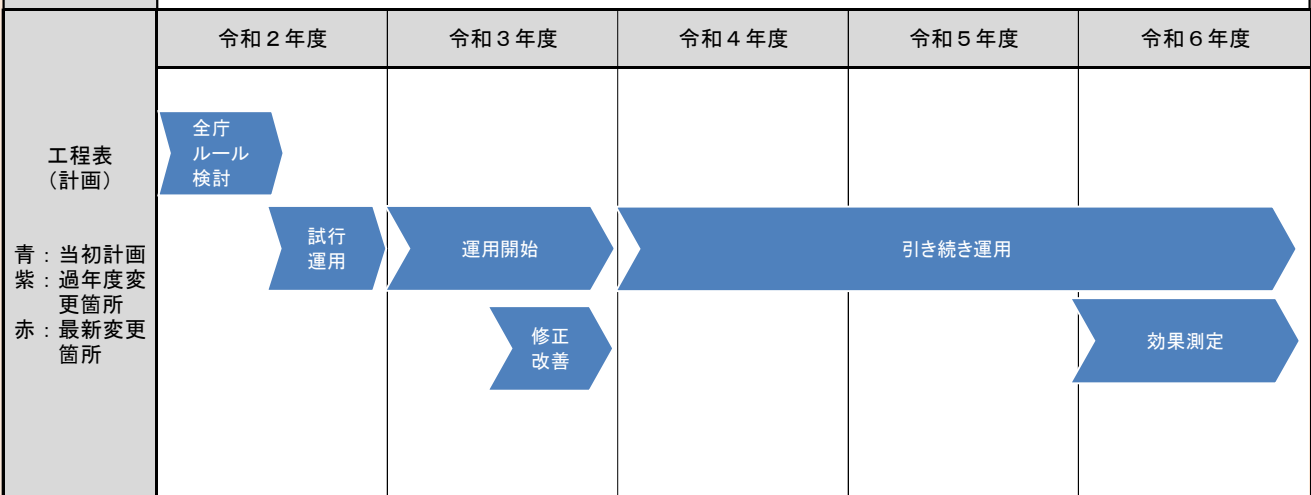 令和２年度
令和３年度
令和４年度
令和５年度
令和６年度
工程表
（計画）
青：当初計画
紫：過年度変
更箇所
赤：最新変更
箇所
全庁
ルール
検討
試行
運用
運用開始
引き続き運用
修正
改善
効果測定